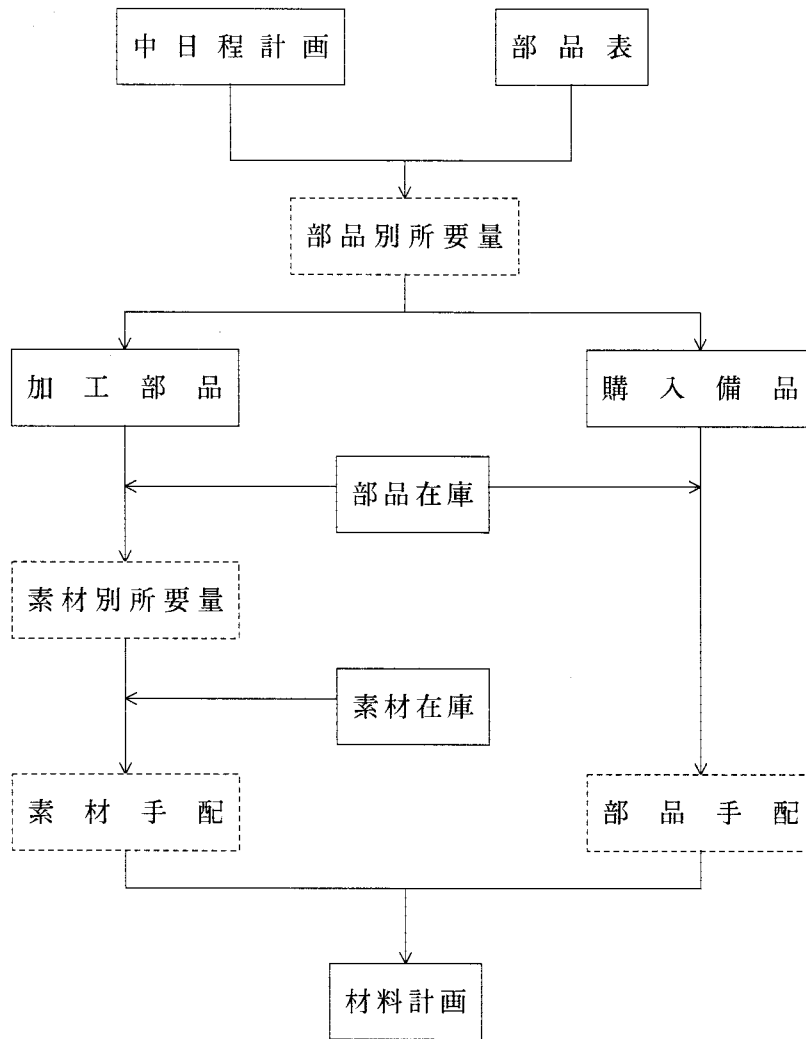 中日程計画
部品表
部品別所要量
加工部品
購入備品
部品在庫
素材別所要量
素材在庫
素材手配
部品手配
材料計画